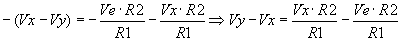 −(Vx−Vy) = −Ve·R2/R1 − Vx·R2/R1 ⇒ Vy−Vx = Vx·R2/R1 − Ve·R2/R1